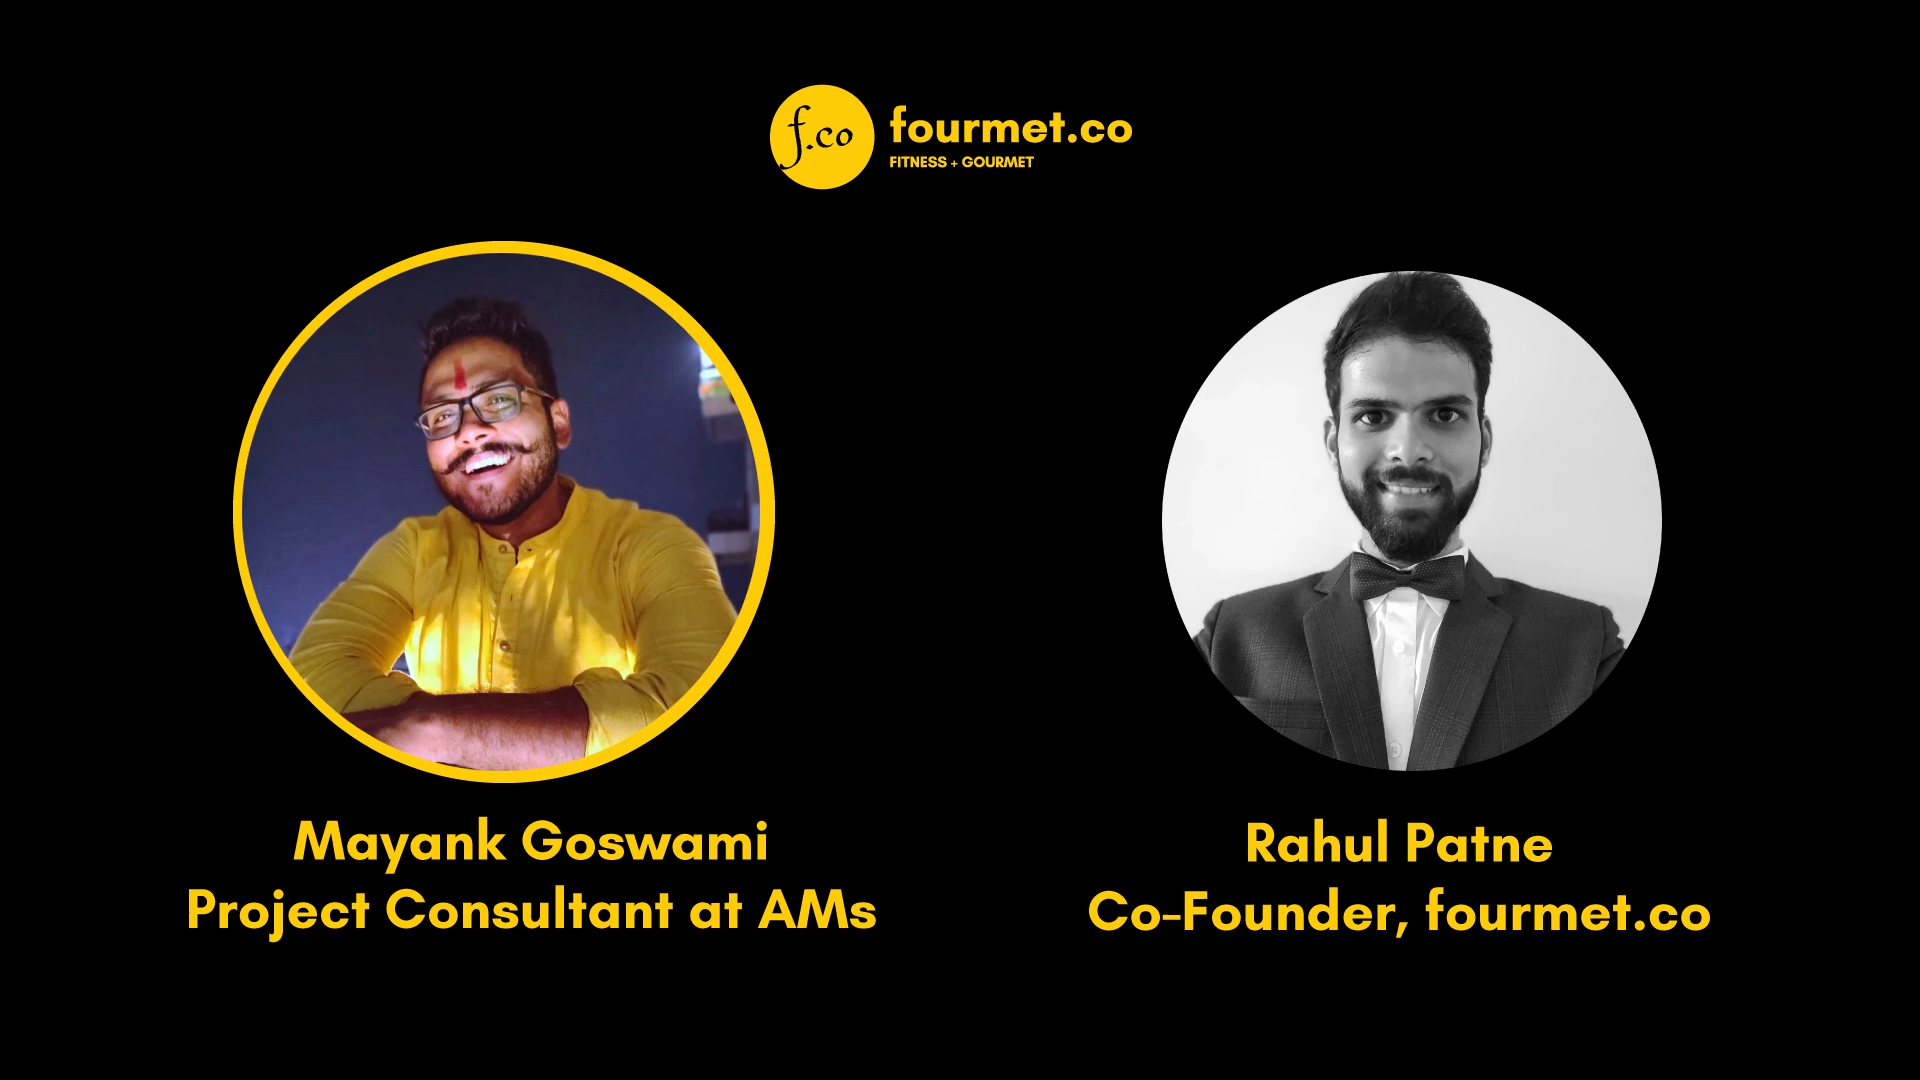 f.co
fourmet.co
FITNESS + GOURMET
Mayank Goswami
Project Consultant at AMs
Rahul Patne
Co-Founder, fourmet.co